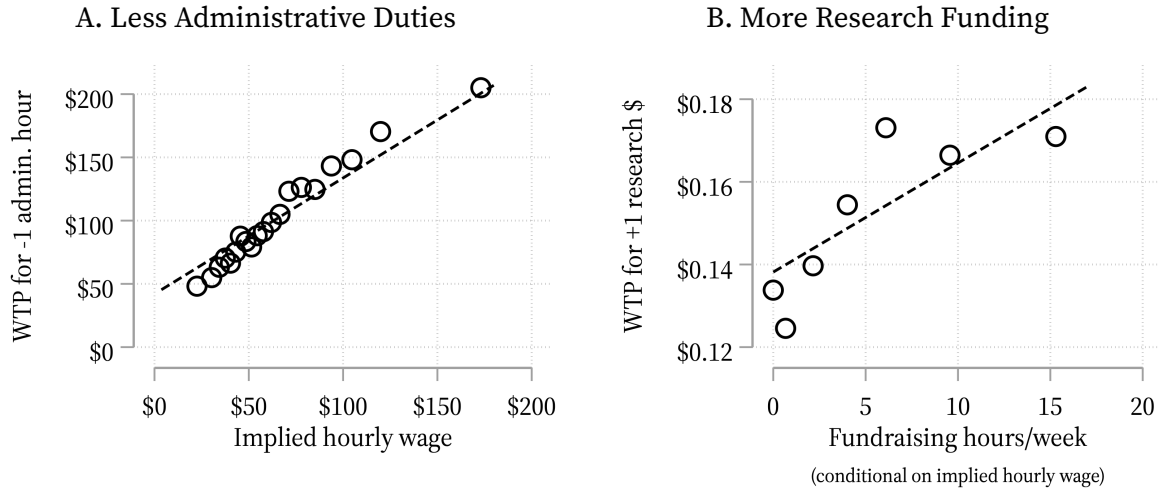 A. Less Administrative Duties
WTP for -1 admin. hour
$200
$150
$100
$50
$0
$0 $50 $100 $150 $200
Implied hourly wage
B. More Research Funding
WTP for +1 research $
$0.18
$0.16
$0.14
$0.12
0 5 10 15 20
Fundraising hours/week
(conditional on implied hourly wage)